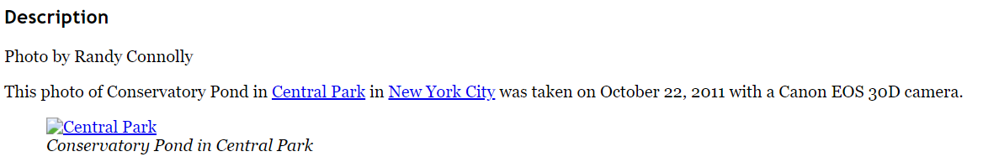 Description
Photo by Randy Connolly
This photo of Conservatory Pond in Central Park in New York City was taken on October 22, 2011 with a Canon EOS 30D camera.
Central Park
Conservatory Pond in Central Park